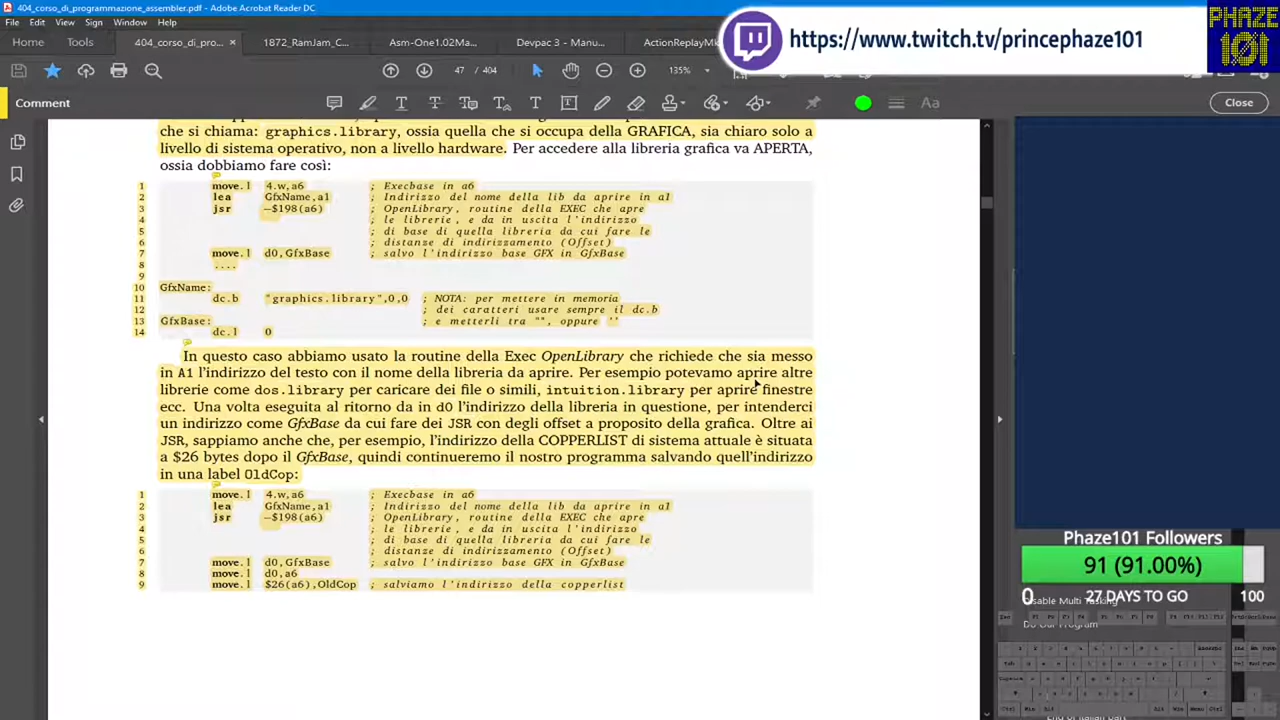 404_corso_di_programmazione_assembler.pdf - Adobe Acrobat Reader DC
File Edit View Sign Window Help
Home Tools 404_corso_di_pro... × 1872_RamJam_C... Asm-One1.02Ma... Devpac 3 - Manu... ActionReplayMk
https://www.twitch.tv/princephaze101
PHAZE
101
47 / 404 135%
Comment Aa Close
che si chiama: graphics.library, ossia quella che si occupa della GRAFICA, sia chiaro solo a
livello di sistema operativo, non a livello hardware. Per accedere alla libreria grafica va APERTA,
ossia dobbiamo fare così:
1 move.l 4.w,a6 ; Execbase in a6
2 lea GfxName,a1 ; Indirizzo del nome della lib da aprire in a1
3 jsr -$198(a6) ; OpenLibrary, routine della EXEC che apre
4 ; le librerie, e da in uscita l'indirizzo
5 ; di base di quella libreria da cui fare le
6 ; distanze di indirizzamento (Offset)
7 move.l d0,GfxBase ; salvo l'indirizzo base GFX in GfxBase
8 ....
9
10 GfxName:
11 dc.b "graphics.library",0,0 ; NOTA: per mettere in memoria
12 ; dei caratteri usare sempre il dc.b
13 GfxBase: ; e metterli tra "", oppure ''
14 dc.l 0
In questo caso abbiamo usato la routine della Exec OpenLibrary che richiede che sia messo
in A1 l'indirizzo del testo con il nome della libreria da aprire. Per esempio potevamo aprire altre
librerie come dos.library per caricare dei file o simili, intuition.library per aprire finestre
ecc. Una volta eseguita al ritorno da in d0 l'indirizzo della libreria in questione, per intenderci
un indirizzo come GfxBase da cui fare dei JSR con degli offset a proposito della grafica. Oltre ai
JSR, sappiamo anche che, per esempio, l'indirizzo della COPPERLIST di sistema attuale è situata
a $26 bytes dopo il GfxBase, quindi continueremo il nostro programma salvando quell'indirizzo
in una label OldCop:
1 move.l 4.w,a6 ; Execbase in a6
2 lea GfxName,a1 ; Indirizzo del nome della lib da aprire in a1
3 jsr -$198(a6) ; OpenLibrary, routine della EXEC che apre
4 ; le librerie, e da in uscita l'indirizzo
5 ; di base di quella libreria da cui fare le
6 ; distanze di indirizzamento (Offset)
7 move.l d0,GfxBase ; salvo l'indirizzo base GFX in GfxBase
8 move.l d0,a6
9 move.l $26(a6),OldCop ; salviamo l'indirizzo della copperlist
Phaze101 Followers
91 (91.00%)
0 27 DAYS TO GO 100
Disable Multi Tasking
Do Our Program